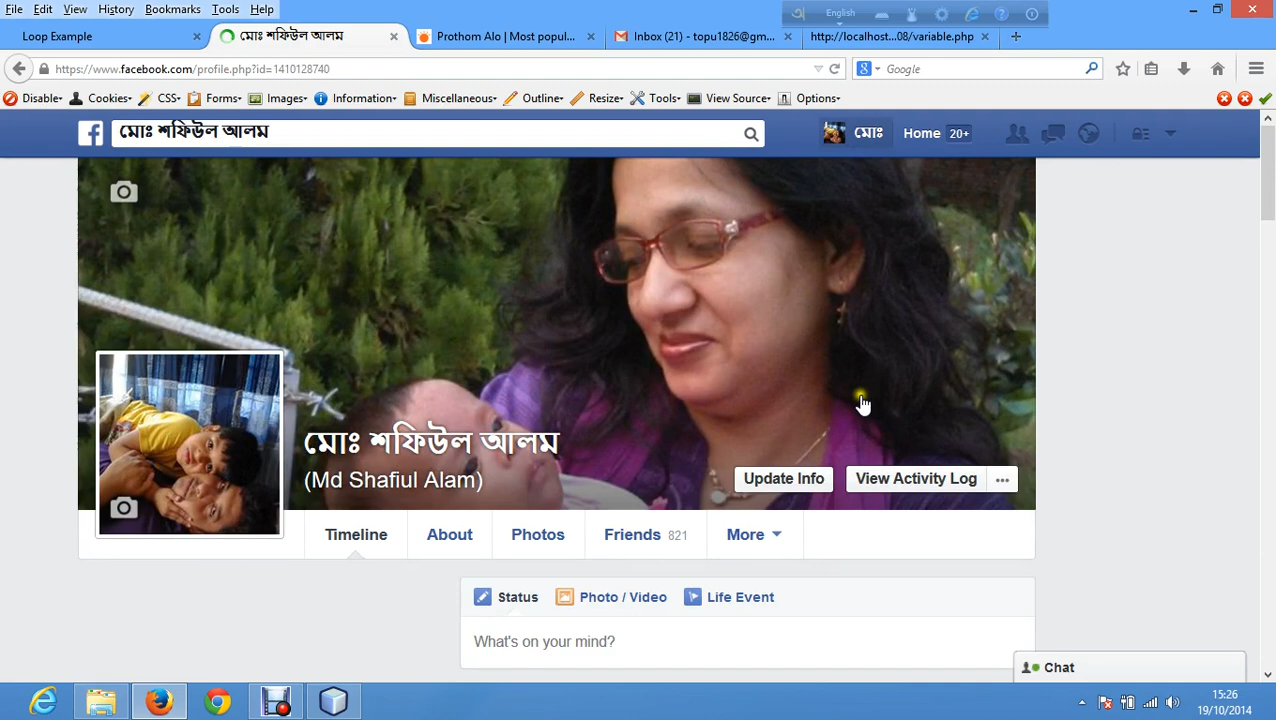 File Edit View History Bookmarks Tools Help
English
Loop Example
মোঃ শফিউল আলম
Prothom Alo | Most popul...
Inbox (21) - topu1826@gm...
http://localhost...08/variable.php
https://www.facebook.com/profile.php?id=1410128740
Google
Disable Cookies CSS Forms Images Information Miscellaneous Outline Resize Tools View Source Options
মোঃ শফিউল আলম
মোঃ Home 20+
মোঃ শফিউল আলম
(Md Shafiul Alam)
Update Info View Activity Log ...
Timeline About Photos Friends 821 More
Status Photo / Video Life Event
What's on your mind?
Chat
15:26
19/10/2014